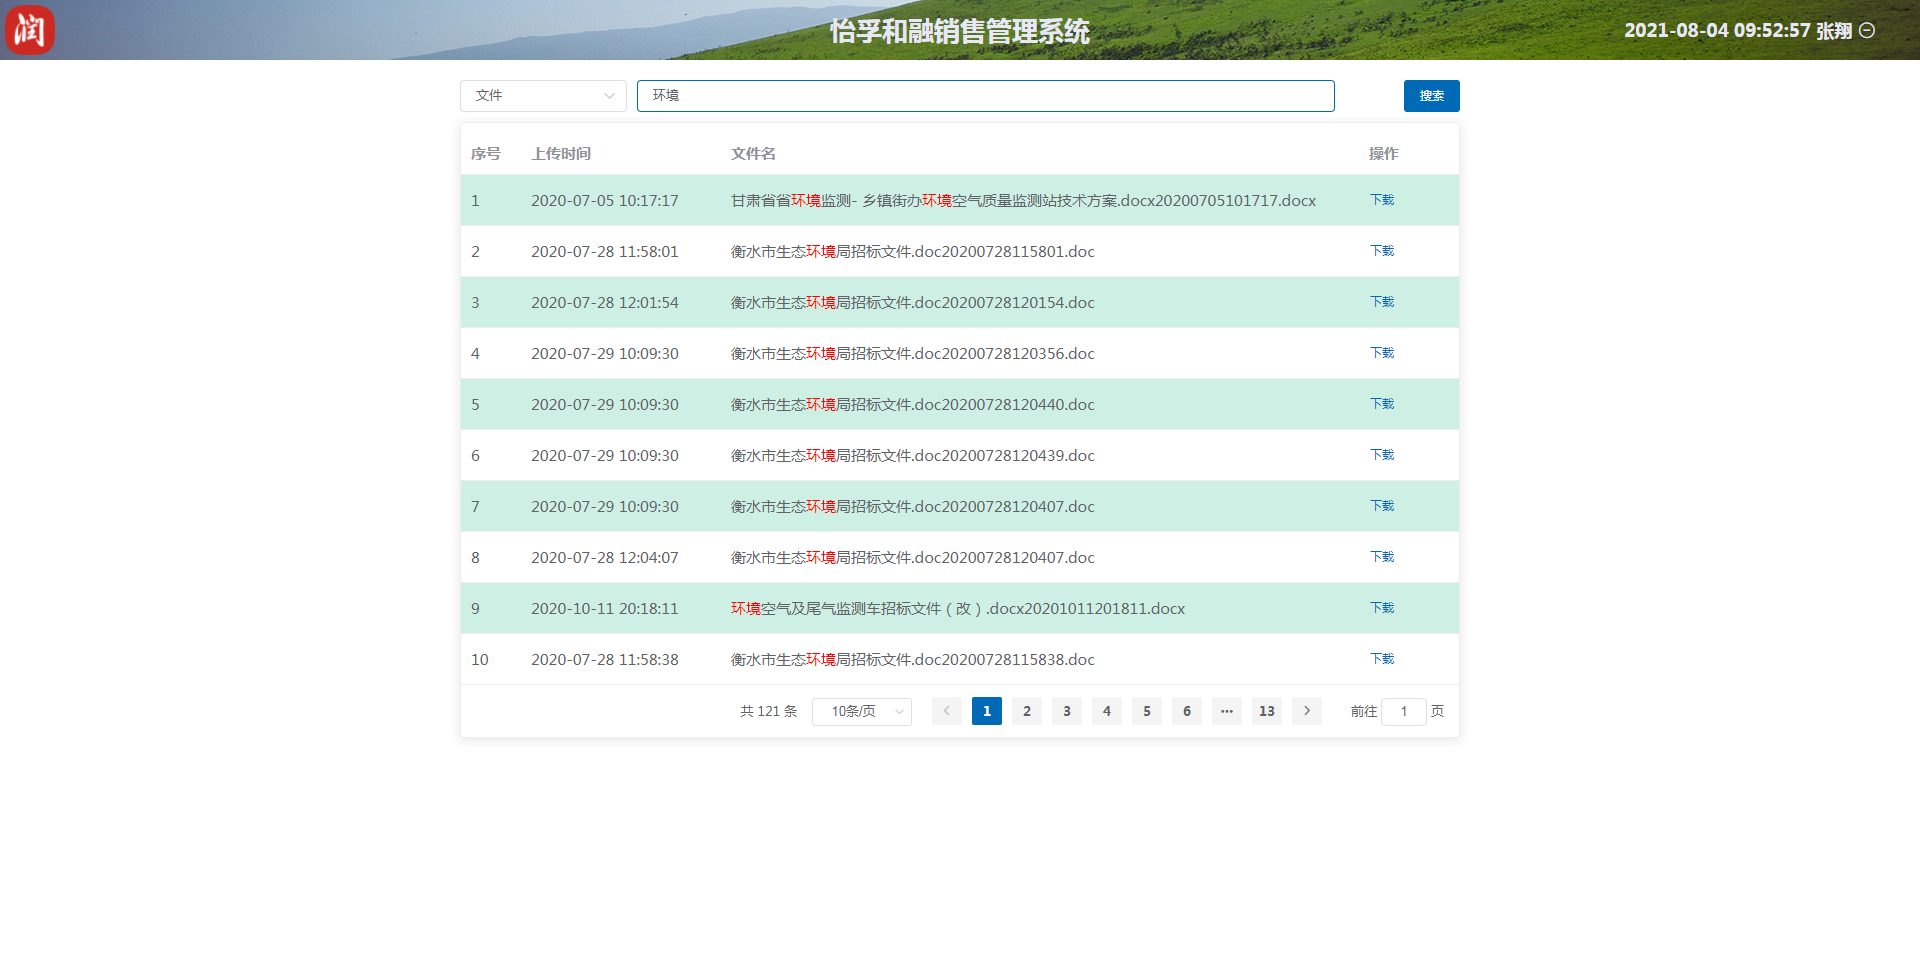 润
怡孚和融销售管理系统
2021-08-04 09:52:57 张翔
文件
环境
搜索
序号 上传时间 文件名 操作
1 2020-07-05 10:17:17 甘肃省省环境监测- 乡镇街办环境空气质量监测站技术方案.docx20200705101717.docx 下载
2 2020-07-28 11:58:01 衡水市生态环境局招标文件.doc20200728115801.doc 下载
3 2020-07-28 12:01:54 衡水市生态环境局招标文件.doc20200728120154.doc 下载
4 2020-07-29 10:09:30 衡水市生态环境局招标文件.doc20200728120356.doc 下载
5 2020-07-29 10:09:30 衡水市生态环境局招标文件.doc20200728120440.doc 下载
6 2020-07-29 10:09:30 衡水市生态环境局招标文件.doc20200728120439.doc 下载
7 2020-07-29 10:09:30 衡水市生态环境局招标文件.doc20200728120407.doc 下载
8 2020-07-28 12:04:07 衡水市生态环境局招标文件.doc20200728120407.doc 下载
9 2020-10-11 20:18:11 环境空气及尾气监测车招标文件（改）.docx20201011201811.docx 下载
10 2020-07-28 11:58:38 衡水市生态环境局招标文件.doc20200728115838.doc 下载
共 121 条 10条/页 1 2 3 4 5 6 ··· 13 前往 1 页